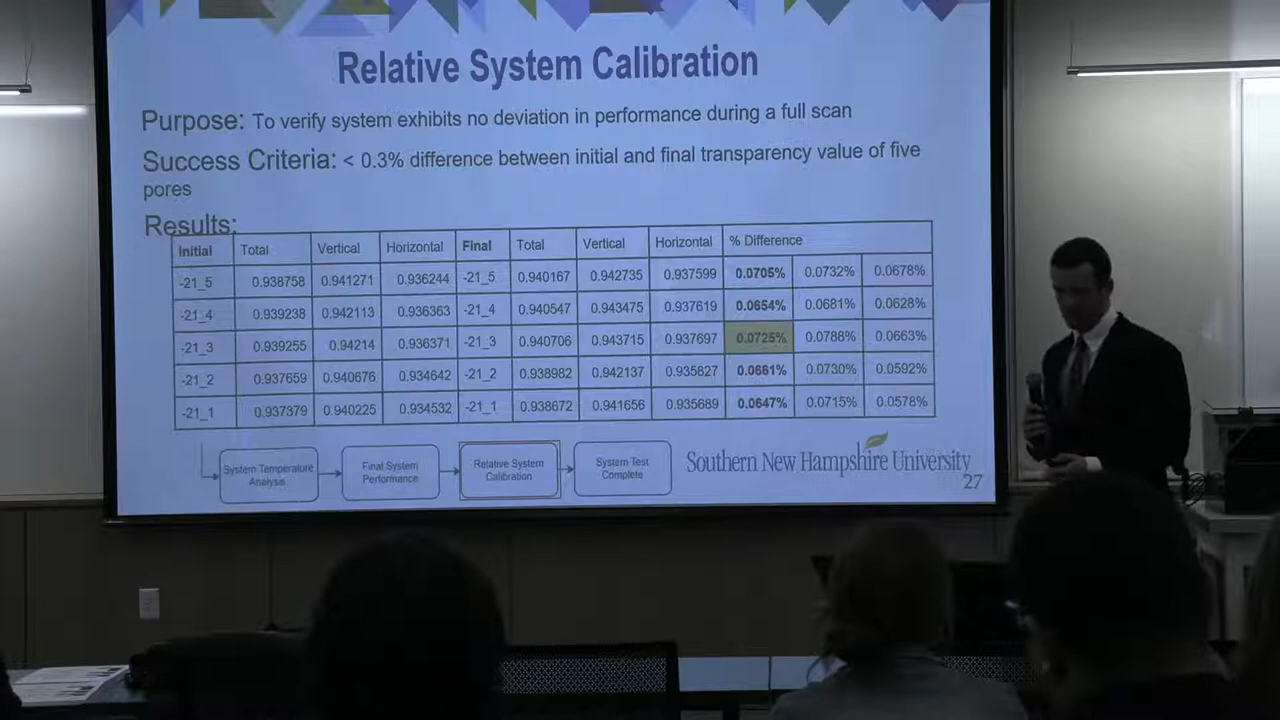 Relative System Calibration
Purpose: To verify system exhibits no deviation in performance during a full scan
Success Criteria: < 0.3% difference between initial and final transparency value of five
pores
Results:
Initial Total Vertical Horizontal Final Total Vertical Horizontal % Difference
-21_5 0.938758 0.941271 0.936244 -21_5 0.940167 0.942735 0.937599 0.0705% 0.0732% 0.0678%
-21_4 0.939238 0.942113 0.936363 -21_4 0.940547 0.943475 0.937619 0.0654% 0.0681% 0.0628%
-21_3 0.939255 0.94214 0.936371 -21_3 0.940706 0.943715 0.937697 0.0725% 0.0788% 0.0663%
-21_2 0.937659 0.940676 0.934642 -21_2 0.938982 0.942137 0.935827 0.0661% 0.0730% 0.0592%
-21_1 0.937379 0.940225 0.934532 -21_1 0.938672 0.941656 0.935689 0.0647% 0.0715% 0.0578%
System Temperature
Analysis
Final System
Performance
Relative System
Calibration
System Test
Complete
Southern New Hampshire University
27